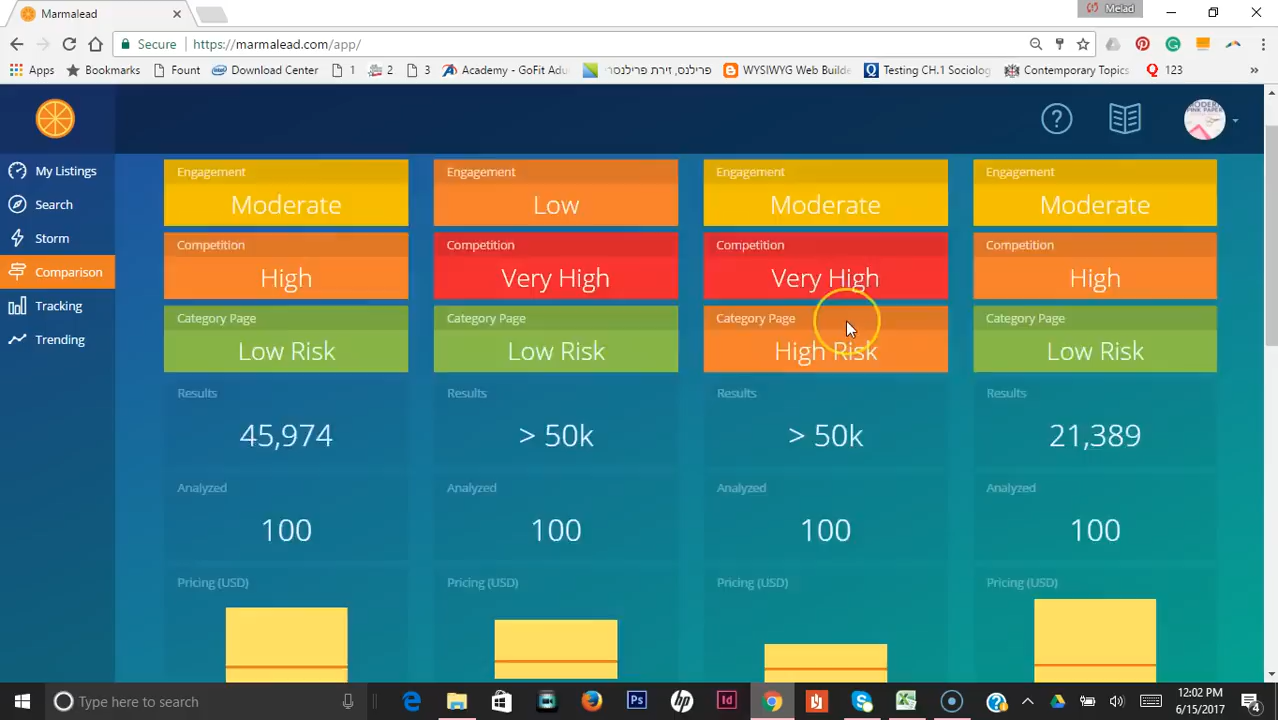 Marmalead
Melad
Secure
https://marmalead.com/app/
Apps
Bookmarks
Fount
Download Center
1
2
3
Academy - GoFit Adu
פרילנס, זירת פרילנסר
WYSIWYG Web Builde
Testing CH.1 Sociolog
Contemporary Topics
123
My Listings
Search
Storm
Comparison
Tracking
Trending
Engagement
Moderate
Engagement
Low
Engagement
Moderate
Engagement
Moderate
Competition
High
Competition
Very High
Competition
Very High
Competition
High
Category Page
Low Risk
Category Page
Low Risk
Category Page
High Risk
Category Page
Low Risk
Results
45,974
Results
> 50k
Results
> 50k
Results
21,389
Analyzed
100
Analyzed
100
Analyzed
100
Analyzed
100
Pricing (USD)
Pricing (USD)
Pricing (USD)
Pricing (USD)
Type here to search
12:02 PM
6/15/2017